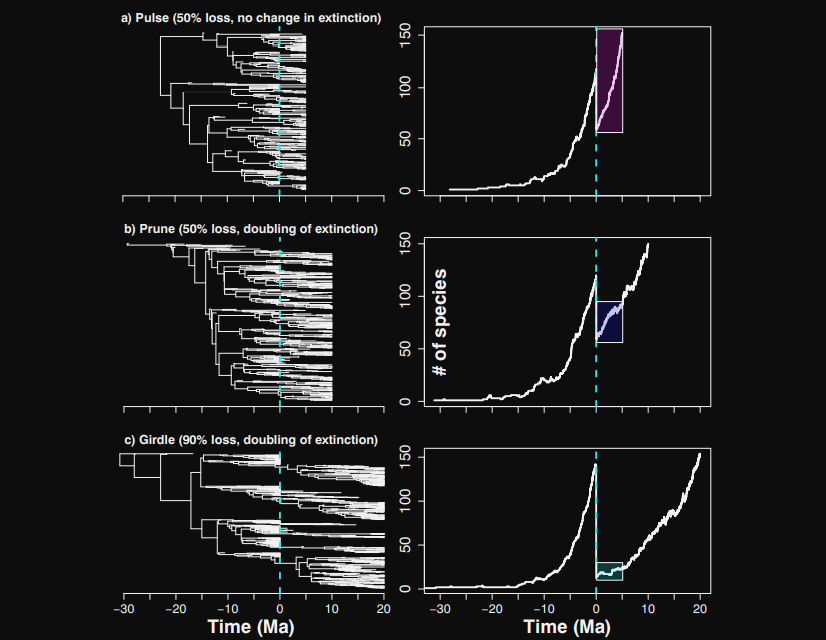 a) Pulse (50% loss, no change in extinction)
0 50 100 150
b) Prune (50% loss, doubling of extinction)
0 50 100 150
# of species
c) Girdle (90% loss, doubling of extinction)
0 50 100 150
−30 −20 −10 0 10 20
−30 −20 −10 0 10 20
Time (Ma)
Time (Ma)